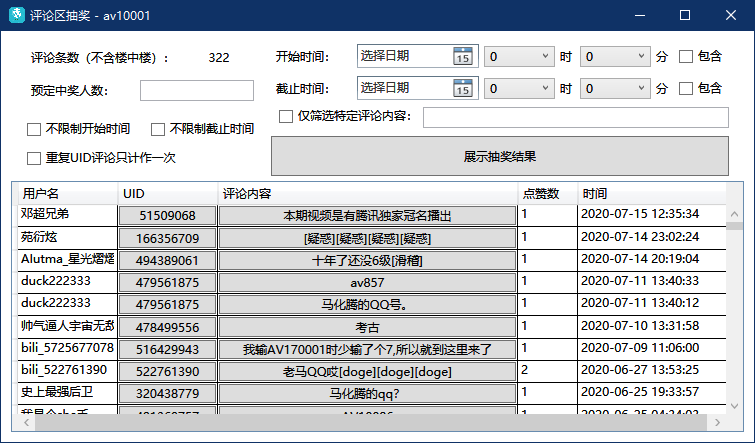 评论区抽奖 - av10001
评论条数（不含楼中楼）： 322
预定中奖人数：
不限制开始时间 不限制截止时间
重复UID评论只计作一次
开始时间： 选择日期 15 0 时 0 分 包含
截止时间： 选择日期 15 0 时 0 分 包含
仅筛选特定评论内容：
展示抽奖结果
用户名 UID 评论内容 点赞数 时间
邓超兄弟 51509068 本期视频是有腾讯独家冠名播出 1 2020-07-15 12:35:34
苑衍炫 166356709 [疑惑][疑惑][疑惑][疑惑] 1 2020-07-14 23:02:24
Alutma_星光熠熠 494389061 十年了还没6级[滑稽] 1 2020-07-14 20:19:04
duck222333 479561875 av857 1 2020-07-11 13:40:33
duck222333 479561875 马化腾的QQ号。 1 2020-07-11 13:40:12
帅气逼人宇宙无敌 478499556 考古 1 2020-07-10 13:31:58
bili_5725677078 516429943 我输AV170001时少输了个7,所以就到这里来了 1 2020-07-09 11:06:00
bili_522761390 522761390 老马QQ哎[doge][doge][doge] 2 2020-06-27 13:53:25
史上最强后卫 320438779 马化腾的qq? 1 2020-06-25 19:33:57